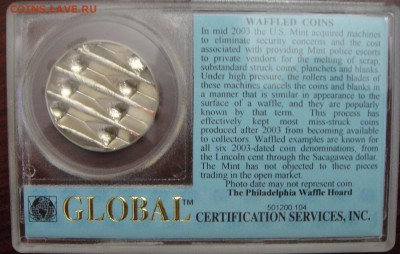 COINS.LAVE.RU
WAFFLED COINS
In mid 2003 the U.S. Mint acquired machines
to eliminate security concerns and the cost
associated with providing Mint police escorts
to private vendors for the melting of scrap,
substandard struck coins, planchets and blanks.
Under high pressure, the rollers and blades of
these machines cancels the coins and blanks in
a manner that is similar in appearance to the
surface of a waffle, and they are popularly
known by that term. This process has
effectively kept most miss-struck coins
produced after 2003 from becoming available
to collectors. Waffled examples are known for
all six 2003-dated coin denominations, from
the Lincoln cent through the Sacagawea dollar.
The Mint has not objected to these pieces
trading in the open market.
Photo date may not represent coin
The Philadelphia Waffle Hoard
501200.104
GLOBAL™ CERTIFICATION SERVICES, INC.